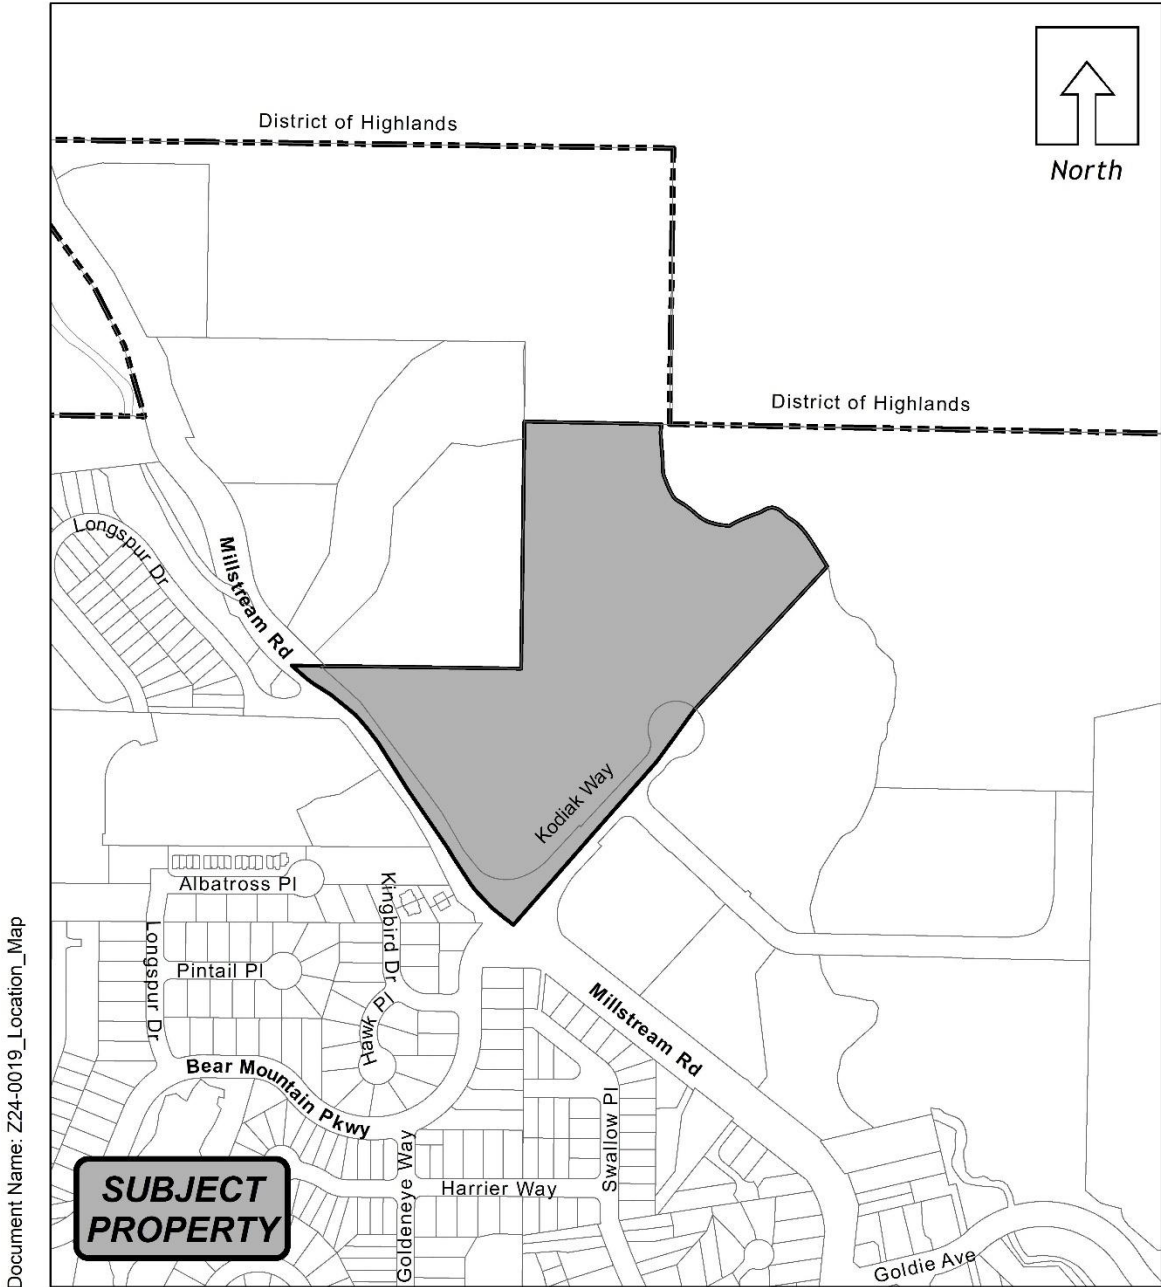 District of Highlands
North
District of Highlands
Longspur Dr
Millstream Rd
Kodiak Way
Albatross Pl
Kingbird Dr
Longspur Dr
Pintail Pl
Hawk Pl
Millstream Rd
Bear Mountain Pkwy
Swallow Pl
Goldeneye Way
Harrier Way
SUBJECT
PROPERTY
Goldie Ave
Document Name: Z24-0019_Location_Map